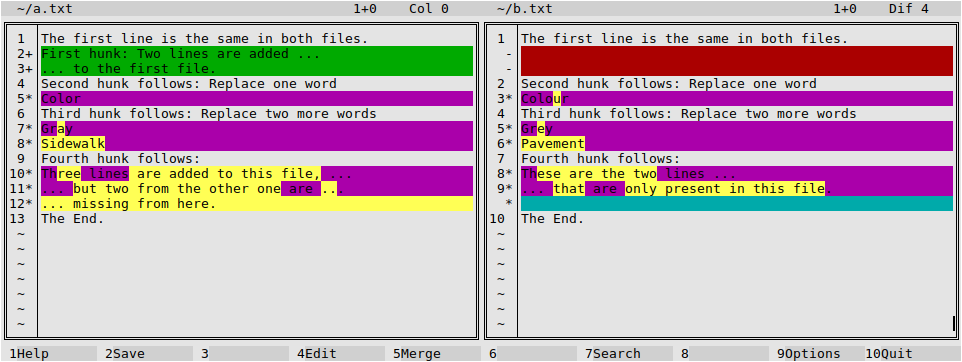 ~/a.txt 1+0 Col 0
1 The first line is the same in both files.
2+ First hunk: Two lines are added ...
3+ ... to the first file.
4 Second hunk follows: Replace one word
5* Color
6 Third hunk follows: Replace two more words
7* Gray
8* Sidewalk
9 Fourth hunk follows:
10* Three lines are added to this file, ...
11* ... but two from the other one are ...
12* ... missing from here.
13 The End.
~
~
~
~
~
~
~
~/b.txt 1+0 Dif 4
1 The first line is the same in both files.
-
-
2 Second hunk follows: Replace one word
3* Colour
4 Third hunk follows: Replace two more words
5* Grey
6* Pavement
7 Fourth hunk follows:
8* These are the two lines ...
9* ... that are only present in this file.
*
10 The End.
~
~
~
~
~
~
~
1Help 2Save 3 4Edit 5Merge 6 7Search 8 9Options 10Quit